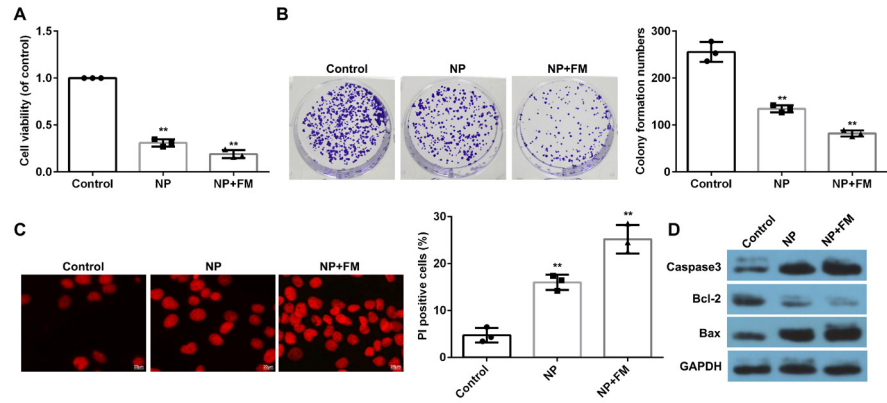 A
Cell viability (of control)
1.5
1.0
0.5
0.0
**
**
Control
NP
NP+FM
B
Control
NP
NP+FM
Colony formation numbers
300
200
100
0
**
**
Control
NP
NP+FM
C
Control
NP
NP+FM
PI positive cells (%)
30
20
10
0
**
**
Control
NP
NP+FM
D
Control
NP
NP+FM
Caspase3
Bcl-2
Bax
GAPDH